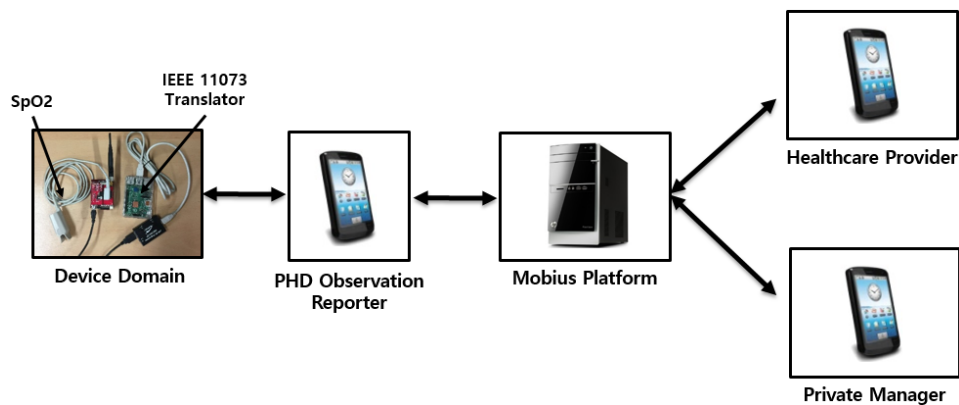 SpO2
IEEE 11073
Translator
Device Domain
PHD Observation
Reporter
Mobius Platform
Healthcare Provider
Private Manager